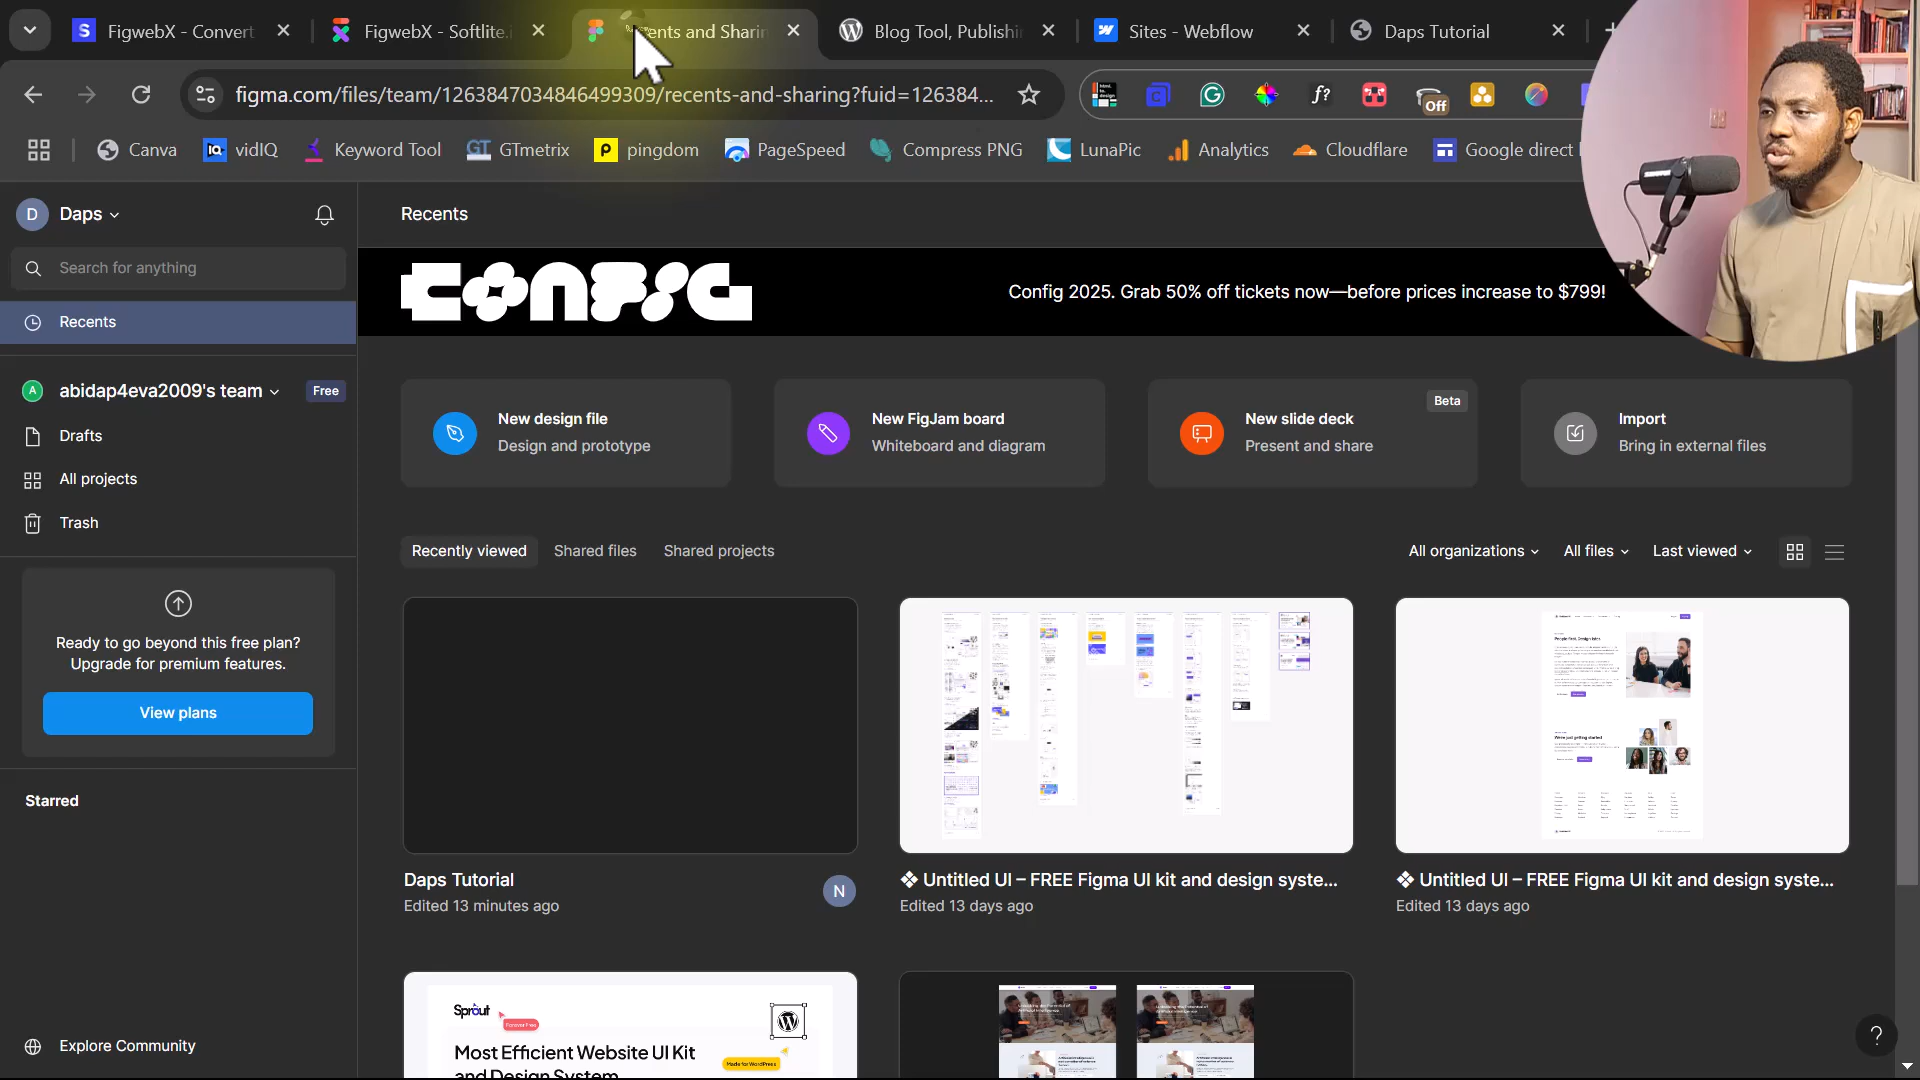 FigwebX - Convert
FigwebX - Softlite.i
ents and Sharin
Blog Tool, Publishin
Sites - Webflow
Daps Tutorial
figma.com/files/team/1263847034846499309/recents-and-sharing?fuid=126384...
f?
Off
Canva
vidIQ
Keyword Tool
GTmetrix
pingdom
PageSpeed
Compress PNG
LunaPic
Analytics
Cloudflare
Google direct
D
Daps
Recents
Search for anything
CONFIG
Config 2025. Grab 50% off tickets now—before prices increase to $799!
Recents
A
abidap4eva2009's team
Free
Drafts
All projects
Trash
New design file
Design and prototype
New FigJam board
Whiteboard and diagram
New slide deck
Present and share
Beta
Import
Bring in external files
Recently viewed
Shared files
Shared projects
All organizations
All files
Last viewed
Ready to go beyond this free plan?
Upgrade for premium features.
View plans
Starred
Daps Tutorial
Edited 13 minutes ago
N
❖ Untitled UI – FREE Figma UI kit and design syste...
Edited 13 days ago
❖ Untitled UI – FREE Figma UI kit and design syste...
Edited 13 days ago
Sprout
Forever Free
Most Efficient Website UI Kit
and Design System
Made for WordPress
Explore Community
?